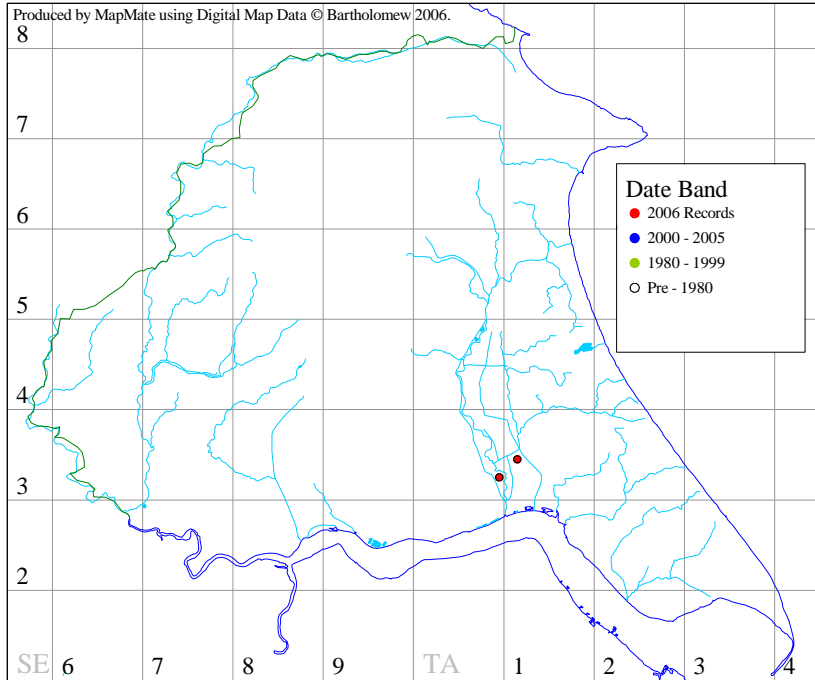 Produced by MapMate using Digital Map Data © Bartholomew 2006.
8
7
6
5
4
3
2
Date Band
2006 Records
2000 - 2005
1980 - 1999
Pre - 1980
SE 6 7 8 9 TA 1 2 3 4